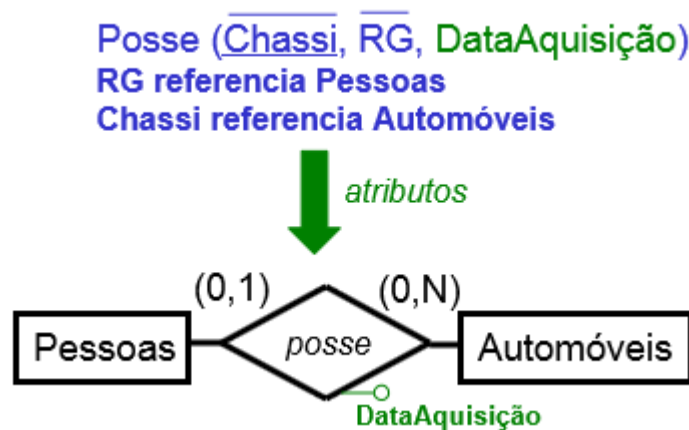 Posse (Chassi, RG, DataAquisição)
RG referencia Pessoas
Chassi referencia Automóveis
atributos
(0,1) (0,N)
Pessoas posse Automóveis
DataAquisição